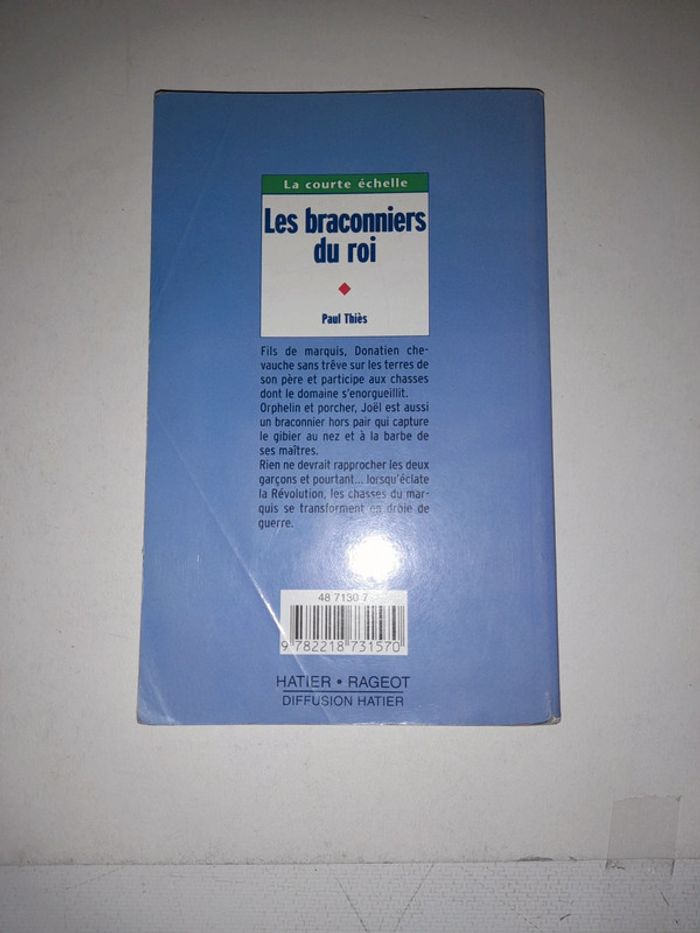 La courte échelle
Les braconniers
du roi
Paul Thiès
Fils de marquis, Donatien che-
vauche sans trêve sur les terres de
son père et participe aux chasses
dont le domaine s'enorgueillit.
Orphelin et porcher, Joël est aussi
un braconnier hors pair qui capture
le gibier au nez et à la barbe de
ses maîtres.
Rien ne devrait rapprocher les deux
garçons et pourtant... lorsqu'éclate
la Révolution, les chasses du mar-
quis se transforment en drôle de
guerre.
48 7130 7
9 782218 731570
HATIER • RAGEOT
DIFFUSION HATIER